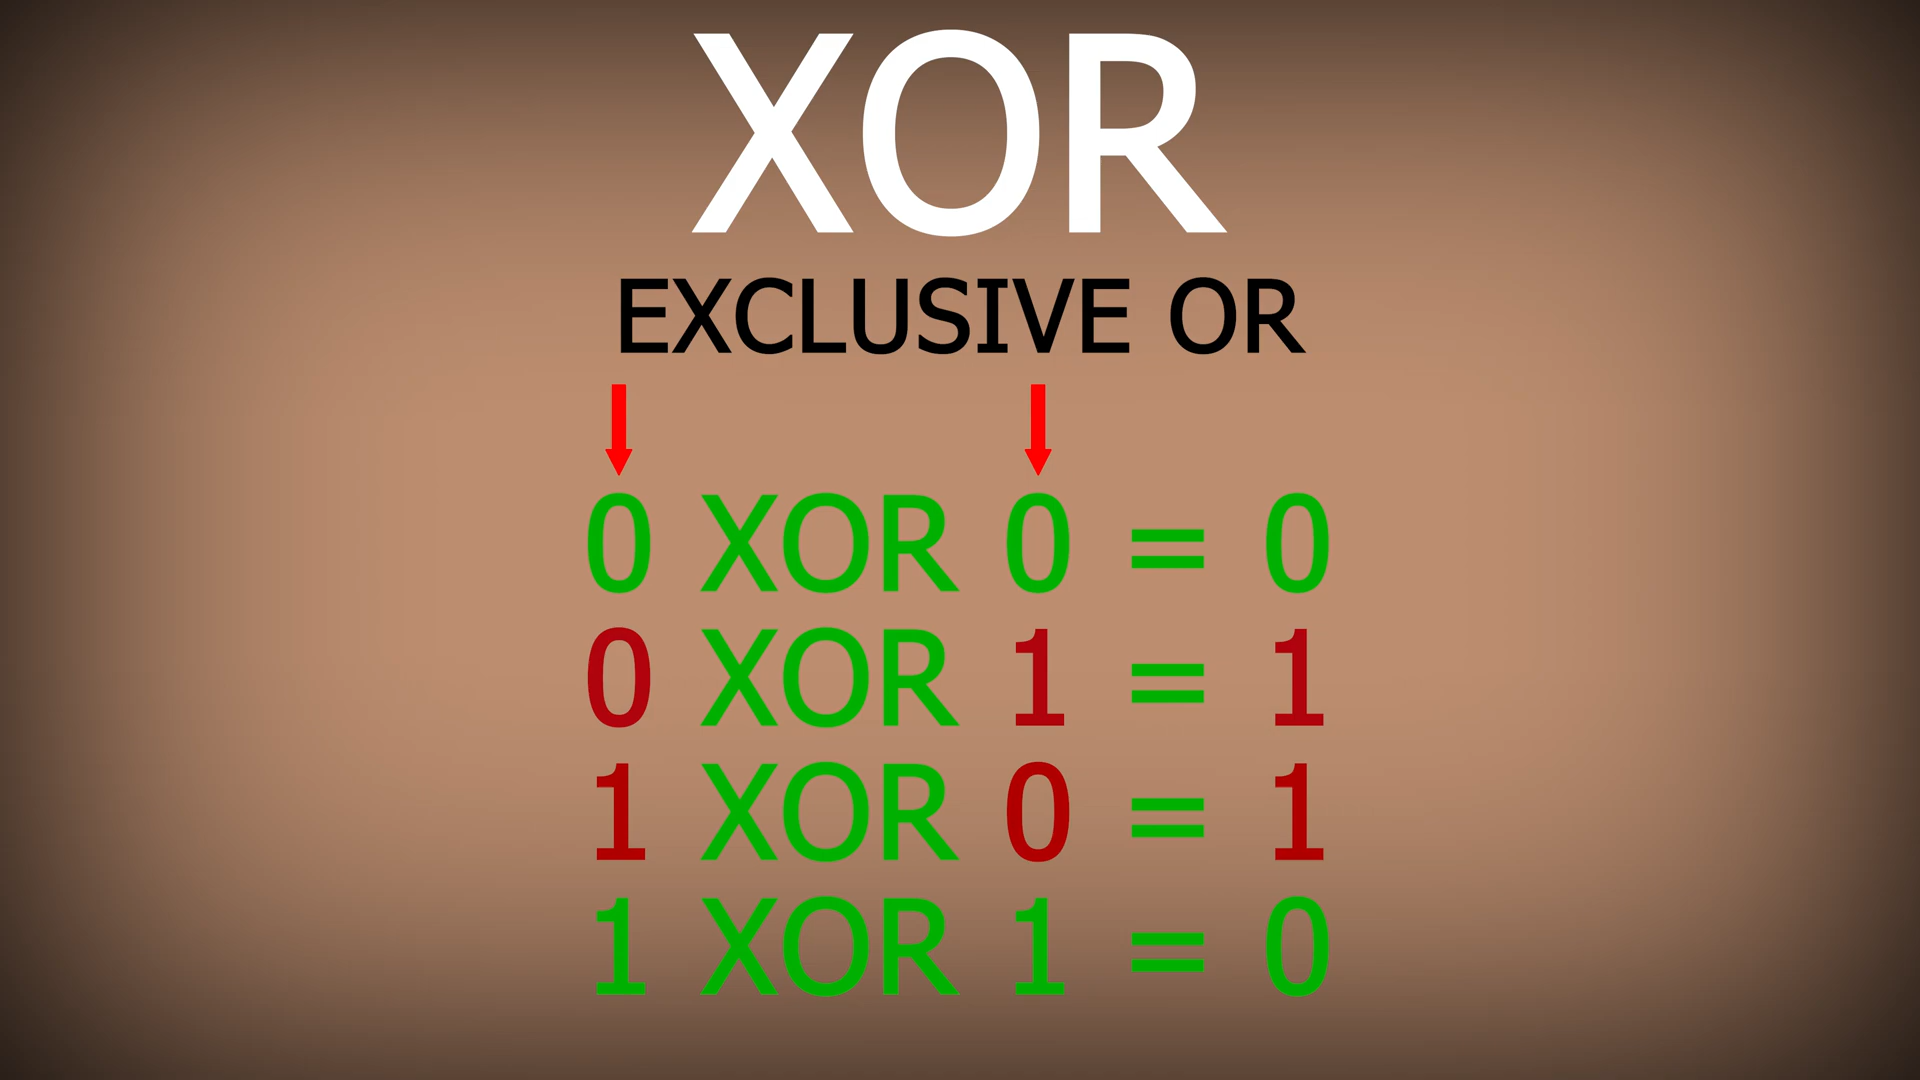 XOR
EXCLUSIVE OR
0 XOR 0 = 0
0 XOR 1 = 1
1 XOR 0 = 1
1 XOR 1 = 0